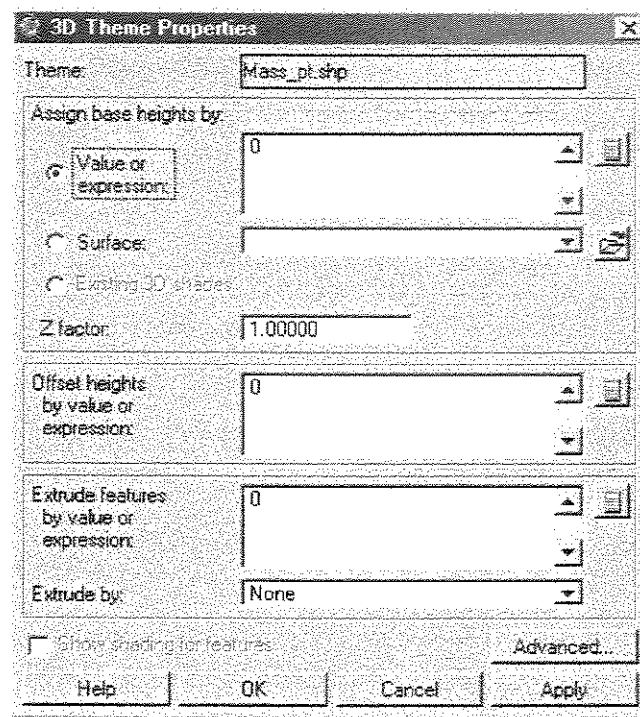 3D Theme Properties
Theme: Mass_pt.shp
Assign base heights by:
Value or
expression: 0
Surface:
Existing 3D shapes
Z factor: 1.00000
Offset heights
by value or
expression: 0
Extrude features
by value or
expression: 0
Extrude by: None
Show shading for features
Advanced...
Help OK Cancel Apply